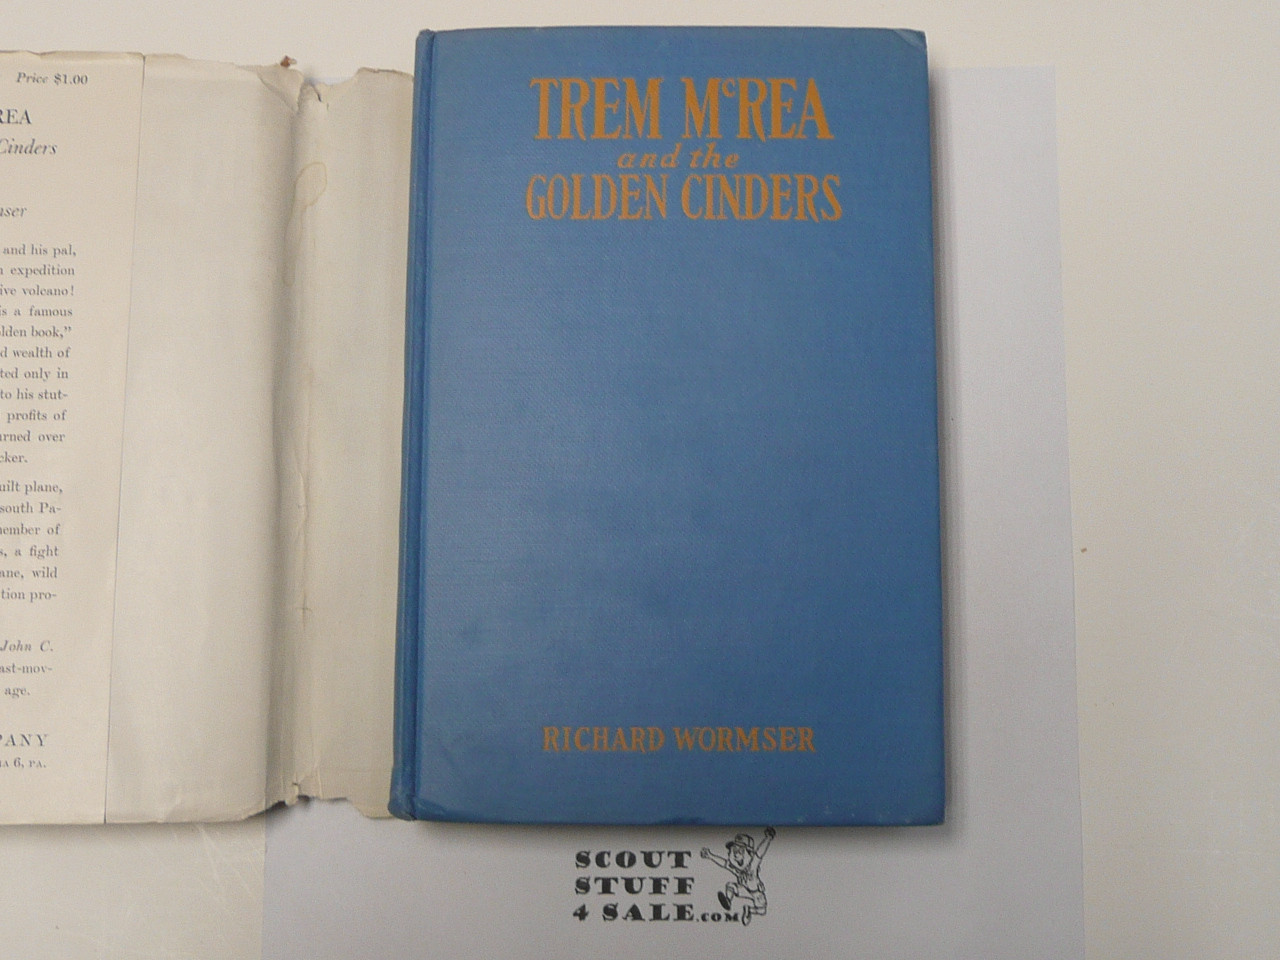 Price $1.00
REA
Cinders
and his pal,
expedition
ive volcano!
is a famous
lden book,"
d wealth of
ted only in
to his stut-
profits of
urned over
cker.
uilt plane,
south Pa-
member of
s, a fight
ane, wild
tion pro-
John C.
ast-mov-
age.
PANY
6, PA.
TREM McREA
and the
GOLDEN CINDERS
RICHARD WORMSER
SCOUT
STUFF
4 SALE.COM